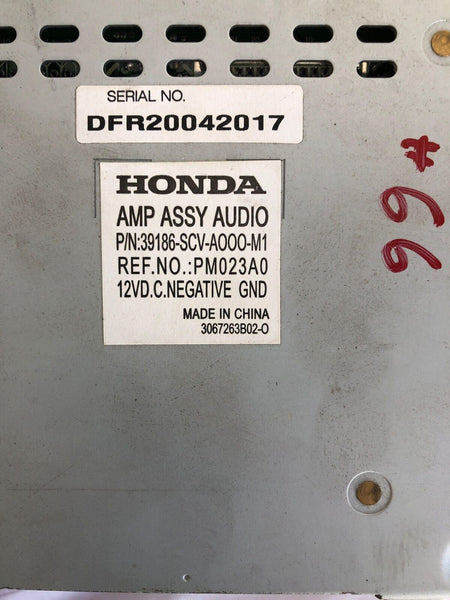 SERIAL NO.
DFR20042017
HONDA
AMP ASSY AUDIO
P/N:39186-SCV-A000-M1
REF.NO.:PM023A0
12VD.C.NEGATIVE GND
MADE IN CHINA
3067263B02-O
#66